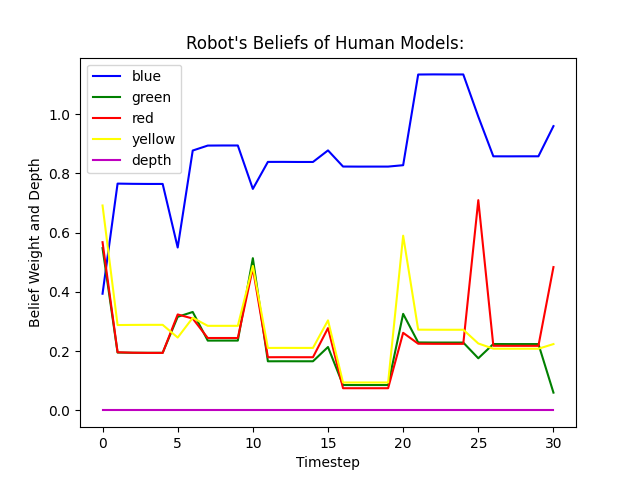 Robot's Beliefs of Human Models:
blue
green
red
yellow
depth
Belief Weight and Depth
1.0
0.8
0.6
0.4
0.2
0.0
0 5 10 15 20 25 30
Timestep